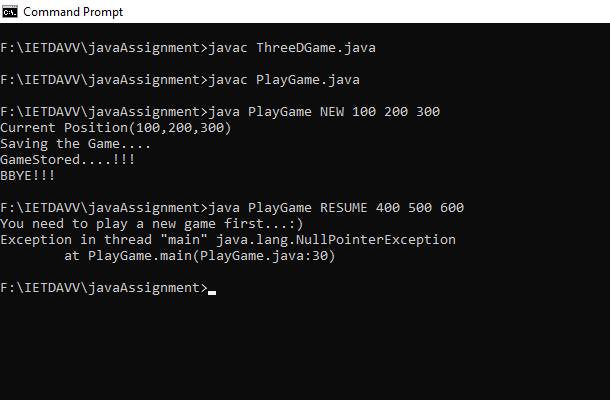 Command Prompt
F:\IETDAVV\javaAssignment>javac ThreeDGame.java
F:\IETDAVV\javaAssignment>javac PlayGame.java
F:\IETDAVV\javaAssignment>java PlayGame NEW 100 200 300
Current Position(100,200,300)
Saving the Game....
GameStored....!!!
BBYE!!!
F:\IETDAVV\javaAssignment>java PlayGame RESUME 400 500 600
You need to play a new game first...:)
Exception in thread "main" java.lang.NullPointerException
        at PlayGame.main(PlayGame.java:30)
F:\IETDAVV\javaAssignment>